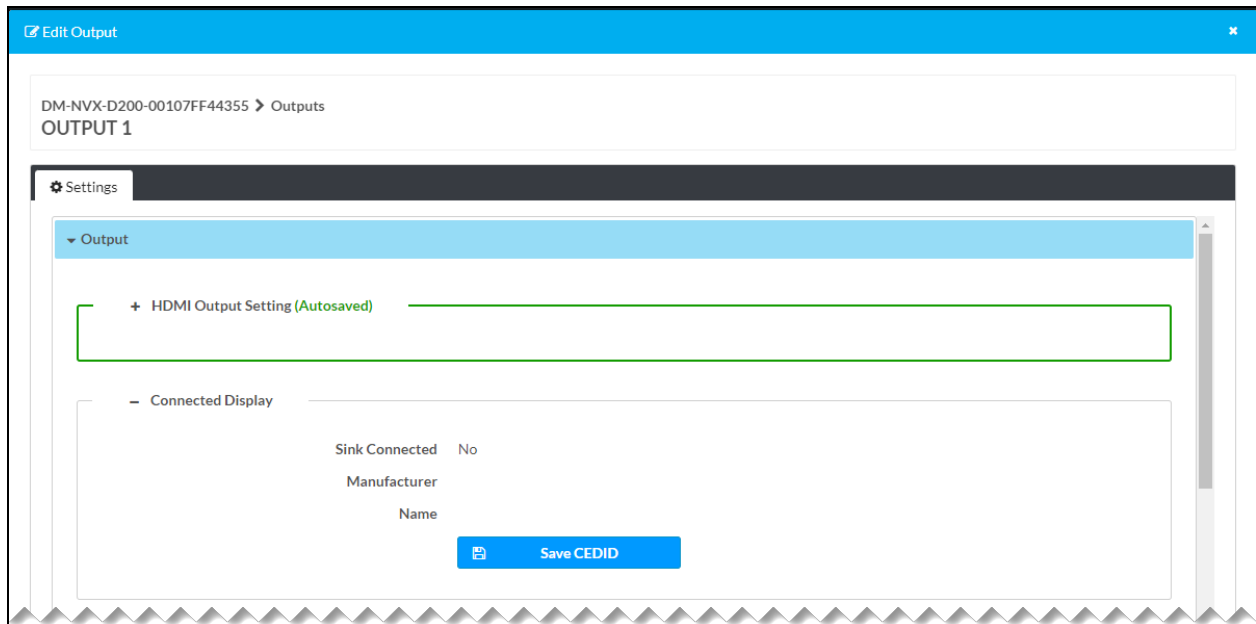 Edit Output
DM-NVX-D200-00107FF44355 > Outputs
OUTPUT 1
Settings
Output
+ HDMI Output Setting (Autosaved)
– Connected Display
Sink Connected No
Manufacturer
Name
Save CEDID